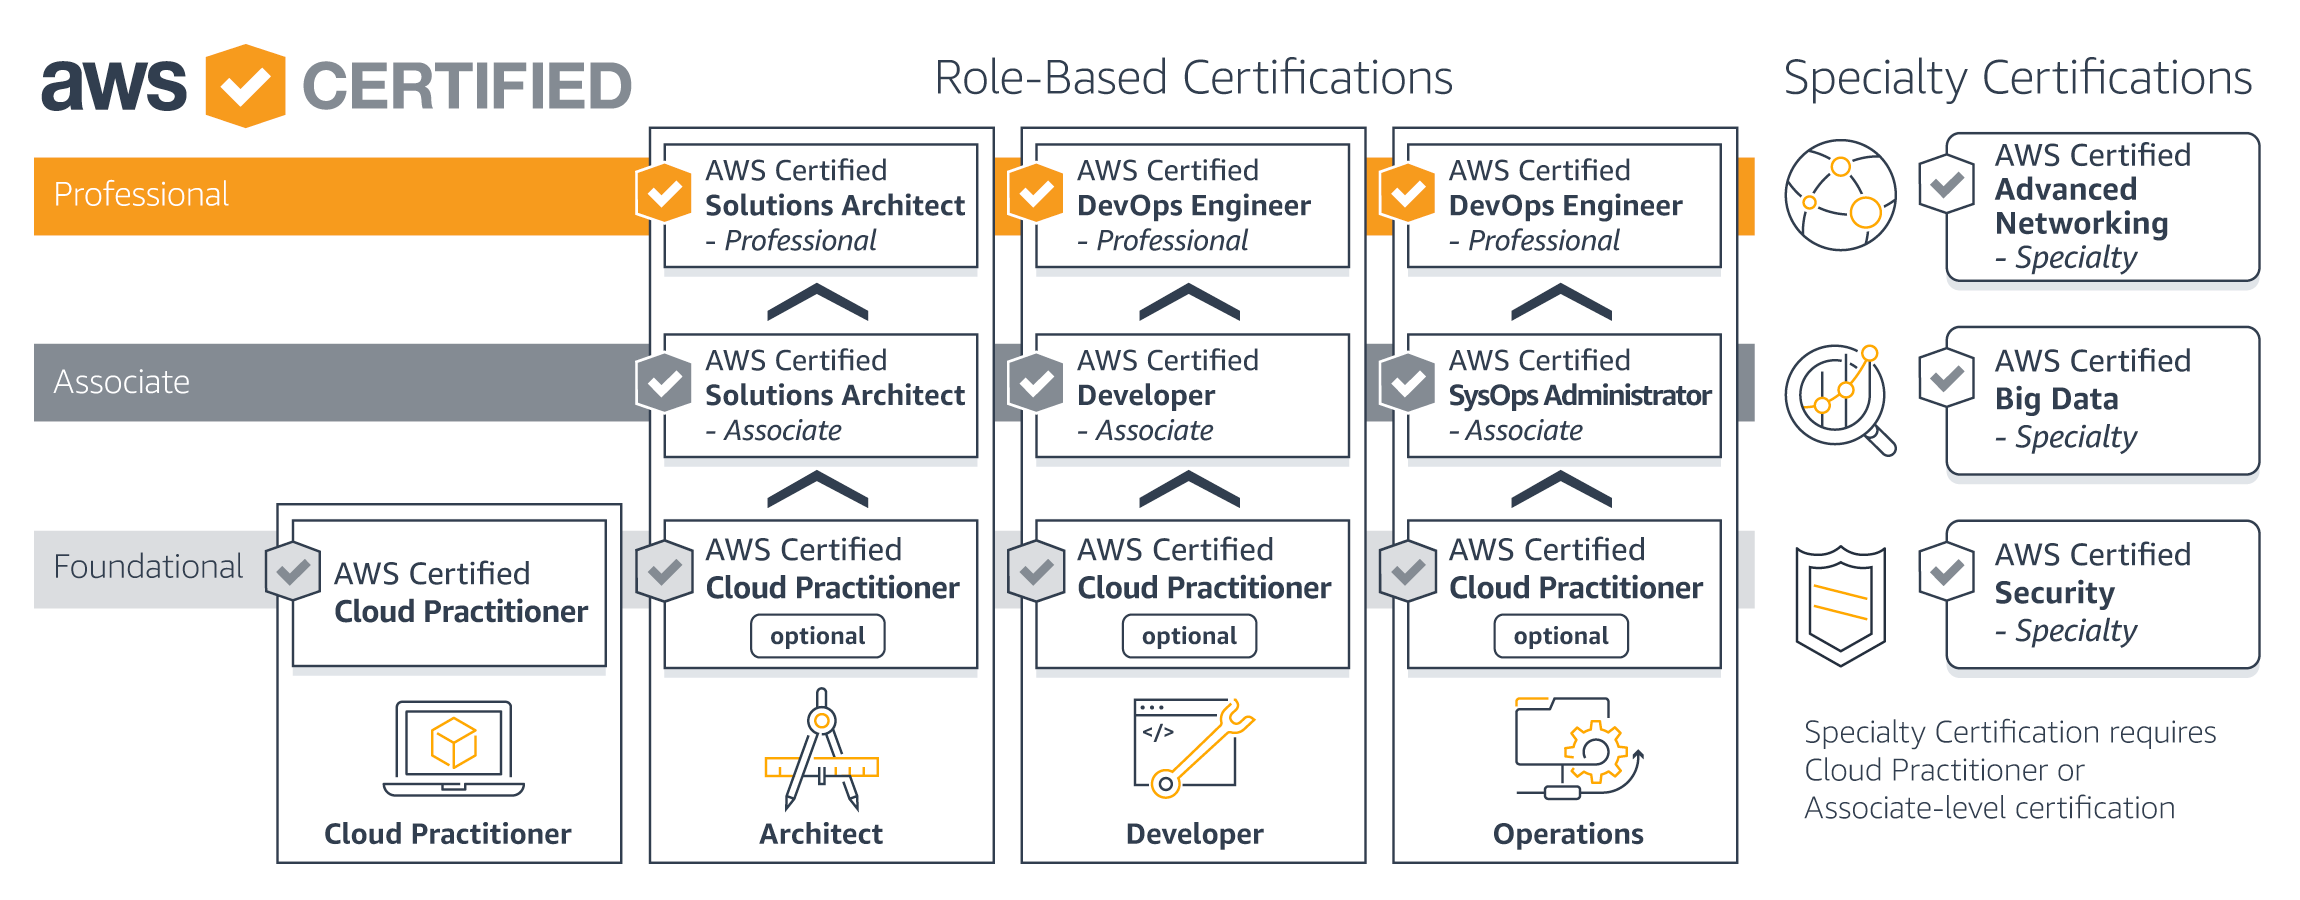 aws CERTIFIED
Role-Based Certifications
Specialty Certifications
Professional
AWS Certified
Solutions Architect
- Professional
AWS Certified
DevOps Engineer
- Professional
AWS Certified
DevOps Engineer
- Professional
AWS Certified
Advanced
Networking
- Specialty
Associate
AWS Certified
Solutions Architect
- Associate
AWS Certified
Developer
- Associate
AWS Certified
SysOps Administrator
- Associate
AWS Certified
Big Data
- Specialty
Foundational
AWS Certified
Cloud Practitioner
AWS Certified
Cloud Practitioner
optional
AWS Certified
Cloud Practitioner
optional
AWS Certified
Cloud Practitioner
optional
AWS Certified
Security
- Specialty
</>
Cloud Practitioner
Architect
Developer
Operations
Specialty Certification requires
Cloud Practitioner or
Associate-level certification